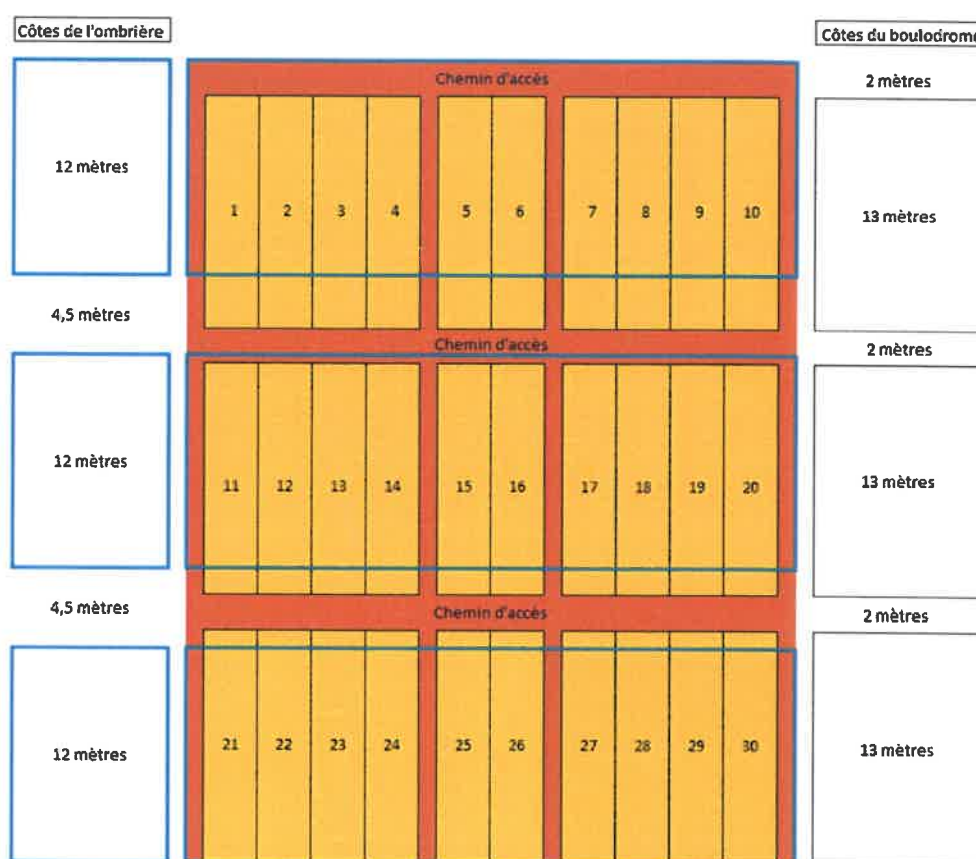 Côtes de l'ombrière
Côtes du boulodrome
Chemin d'accès
2 mètres
12 mètres
1 2 3 4 5 6 7 8 9 10
13 mètres
4,5 mètres
Chemin d'accès
2 mètres
12 mètres
11 12 13 14 15 16 17 18 19 20
13 mètres
4,5 mètres
Chemin d'accès
2 mètres
12 mètres
21 22 23 24 25 26 27 28 29 30
13 mètres